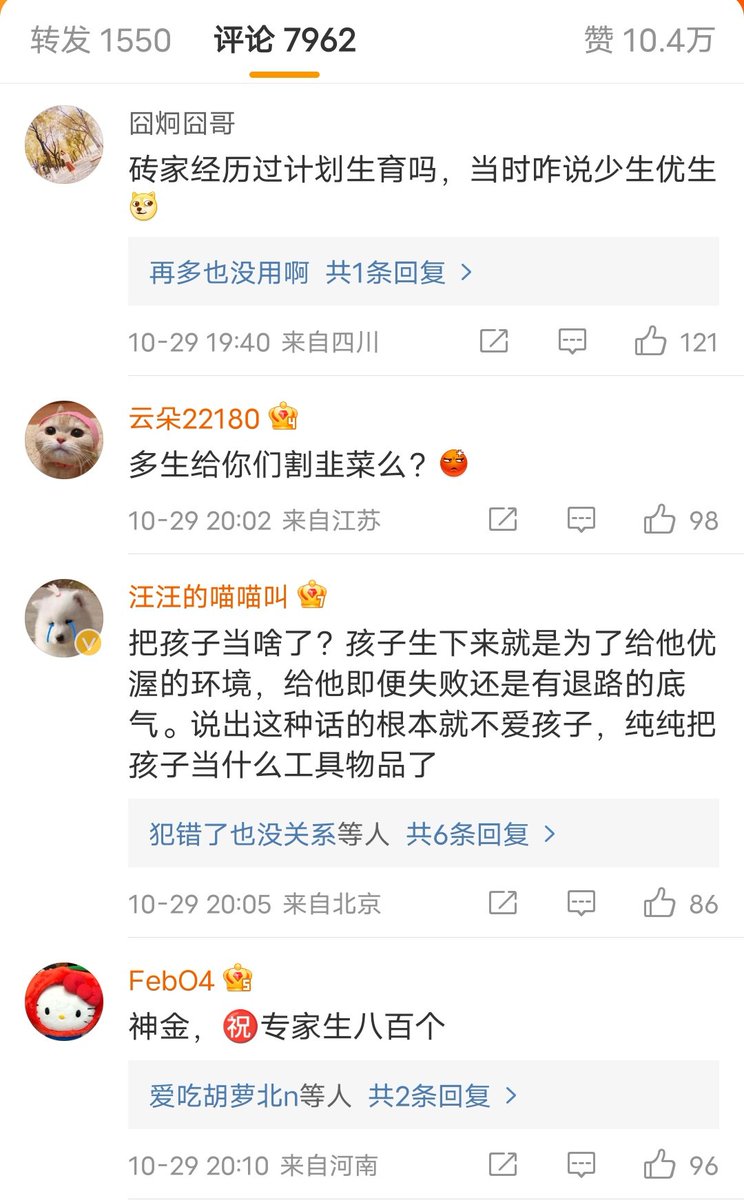 转发 1550 评论 7962 赞 10.4万
囧炯囧哥
砖家经历过计划生育吗，当时咋说少生优生
再多也没用啊 共1条回复 >
10-29 19:40 来自四川 121
云朵22180
多生给你们割韭菜么？
10-29 20:02 来自江苏 98
汪汪的喵喵叫
把孩子当啥了？孩子生下来就是为了给他优
渥的环境，给他即便失败还是有退路的底
气。说出这种话的根本就不爱孩子，纯纯把
孩子当什么工具物品了
犯错了也没关系等人 共6条回复 >
10-29 20:05 来自北京 86
FebO4
神金，祝专家生八百个
爱吃胡萝北n等人 共2条回复 >
10-29 20:10 来自河南 96